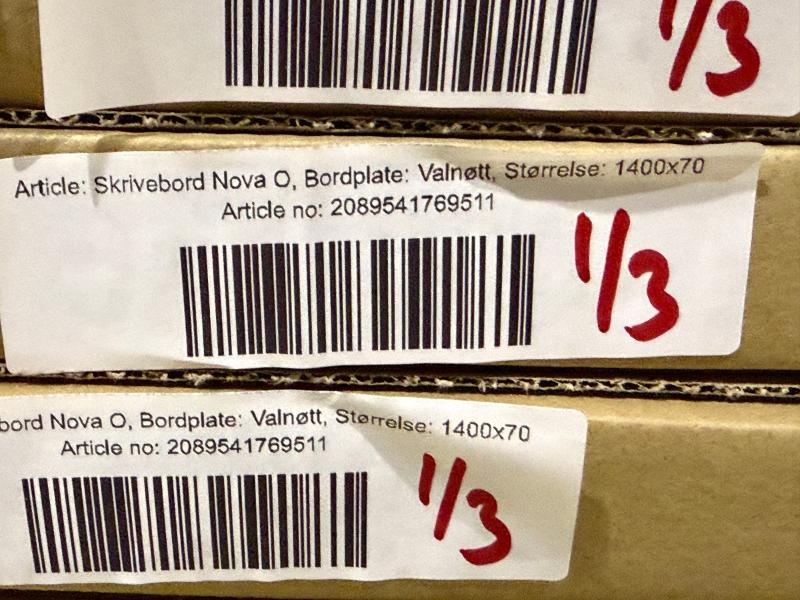 1/3
Article: Skrivebord Nova O, Bordplate: Valnøtt, Størrelse: 1400x70
Article no: 2089541769511
1/3
bord Nova O, Bordplate: Valnøtt, Størrelse: 1400x70
Article no: 2089541769511
1/3